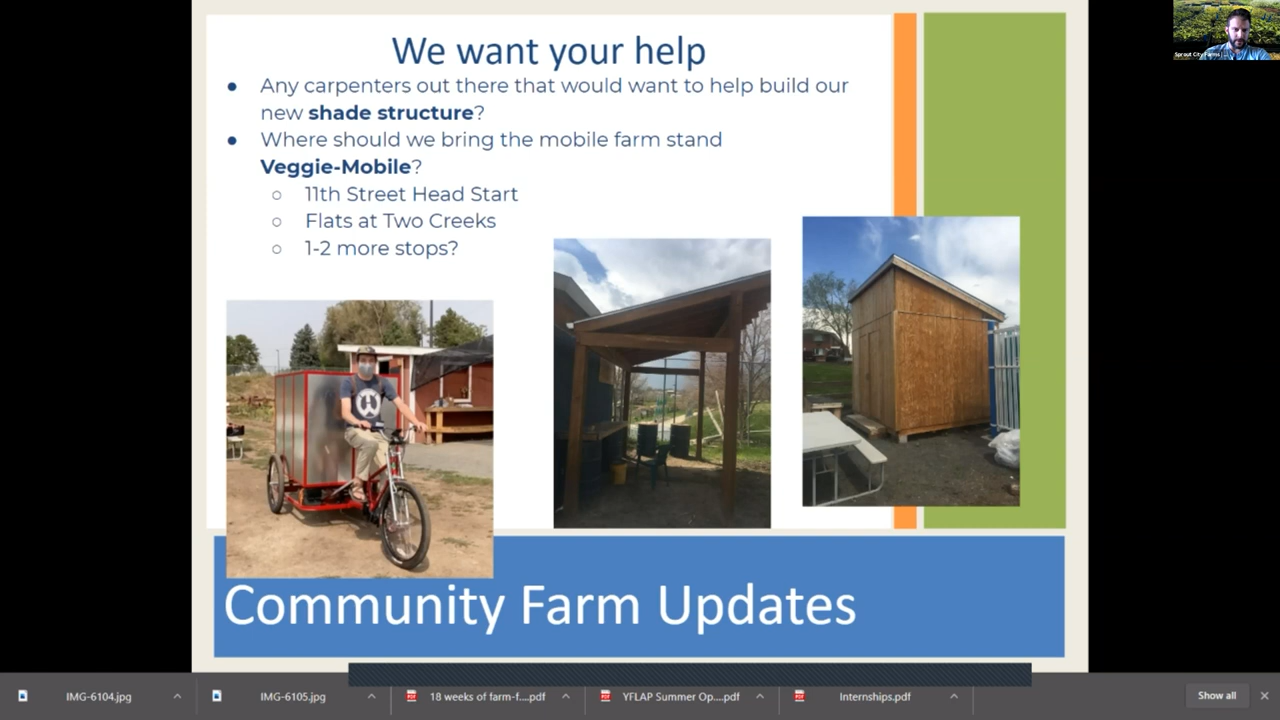 We want your help
● Any carpenters out there that would want to help build our
new shade structure?
● Where should we bring the mobile farm stand
Veggie-Mobile?
○ 11th Street Head Start
○ Flats at Two Creeks
○ 1-2 more stops?
Community Farm Updates
Sprout City Farms
IMG-6104.jpg
IMG-6105.jpg
18 weeks of farm-f....pdf
YFLAP Summer Op....pdf
Internships.pdf
Show all